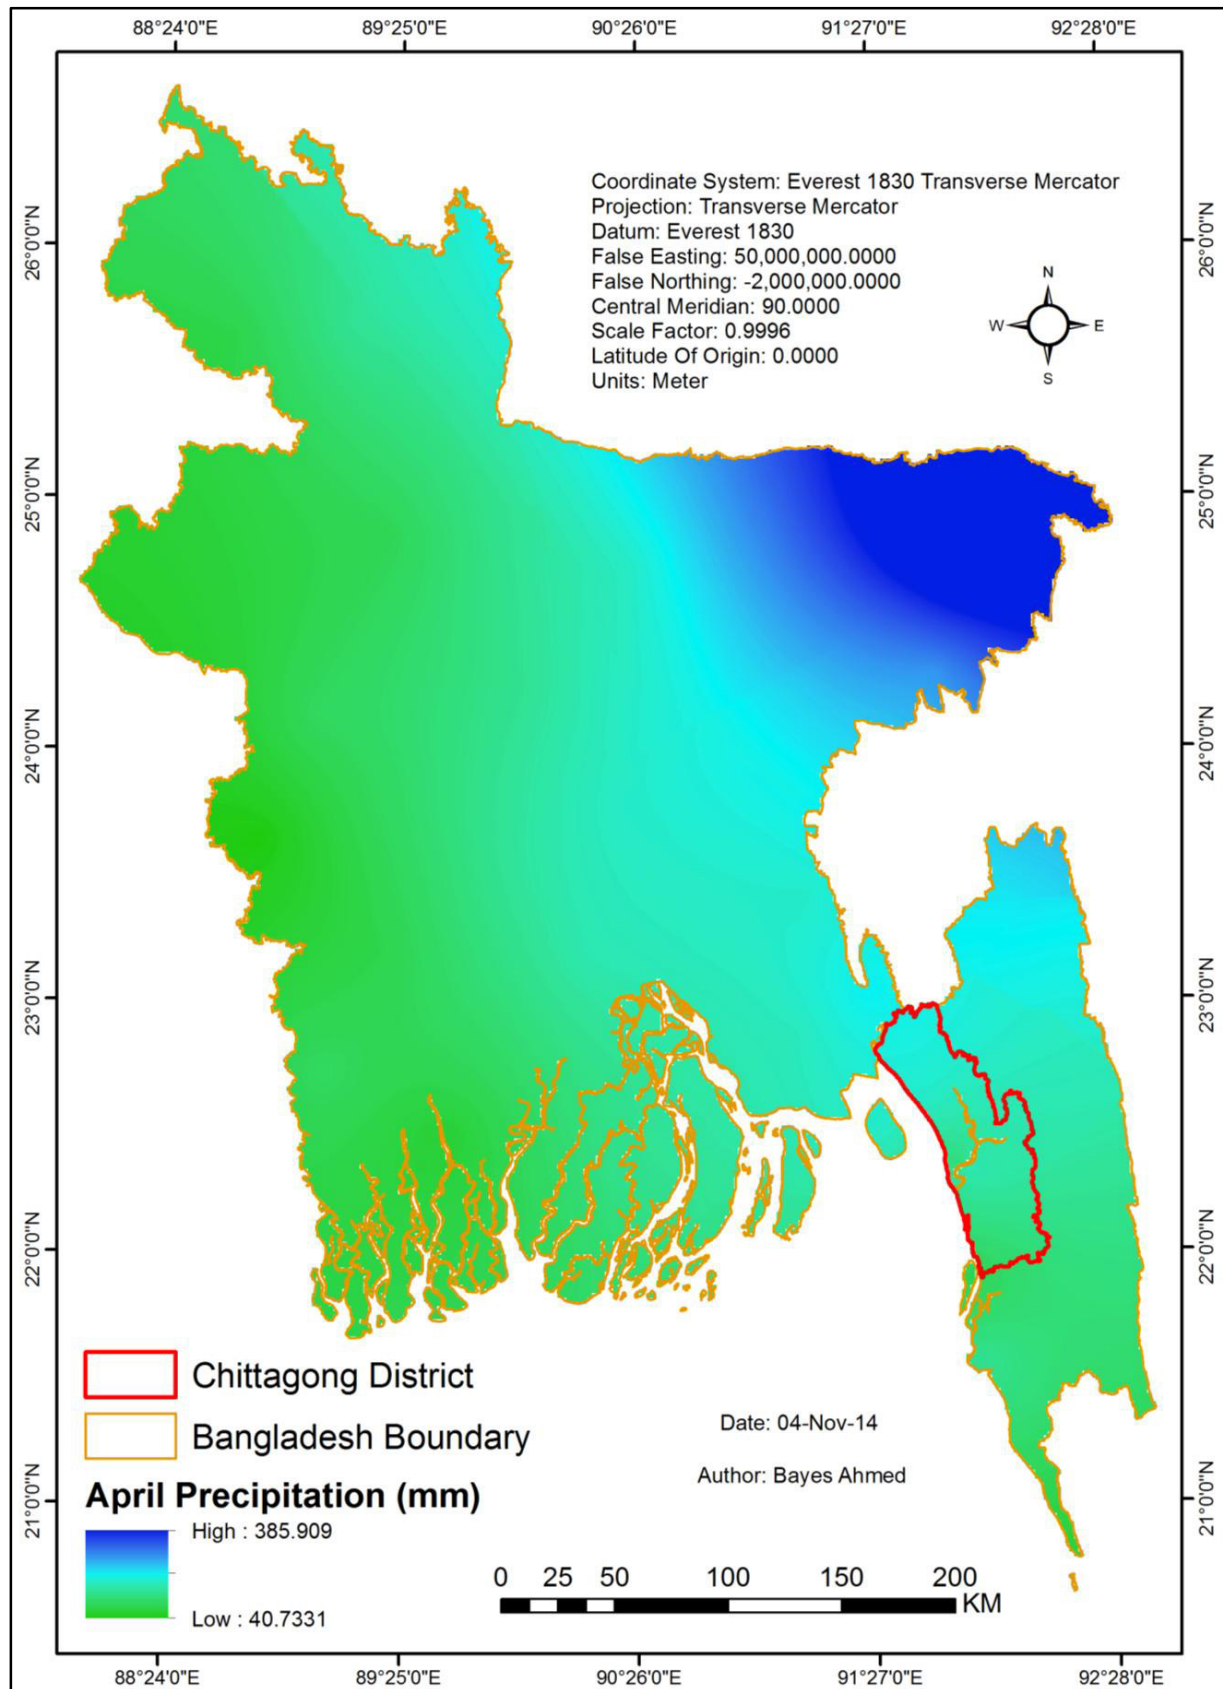 88°24'0"E 89°25'0"E 90°26'0"E 91°27'0"E 92°28'0"E
Coordinate System: Everest 1830 Transverse Mercator
Projection: Transverse Mercator
Datum: Everest 1830
False Easting: 50,000,000.0000
False Northing: -2,000,000.0000
Central Meridian: 90.0000
Scale Factor: 0.9996
Latitude Of Origin: 0.0000
Units: Meter
N
W E
S
26°0'0"N 26°0'0"N
25°0'0"N 25°0'0"N
24°0'0"N 24°0'0"N
23°0'0"N 23°0'0"N
22°0'0"N 22°0'0"N
21°0'0"N 21°0'0"N
Chittagong District
Bangladesh Boundary
Date: 04-Nov-14
Author: Bayes Ahmed
April Precipitation (mm)
High : 385.909
Low : 40.7331
0 25 50 100 150 200
KM
88°24'0"E 89°25'0"E 90°26'0"E 91°27'0"E 92°28'0"E